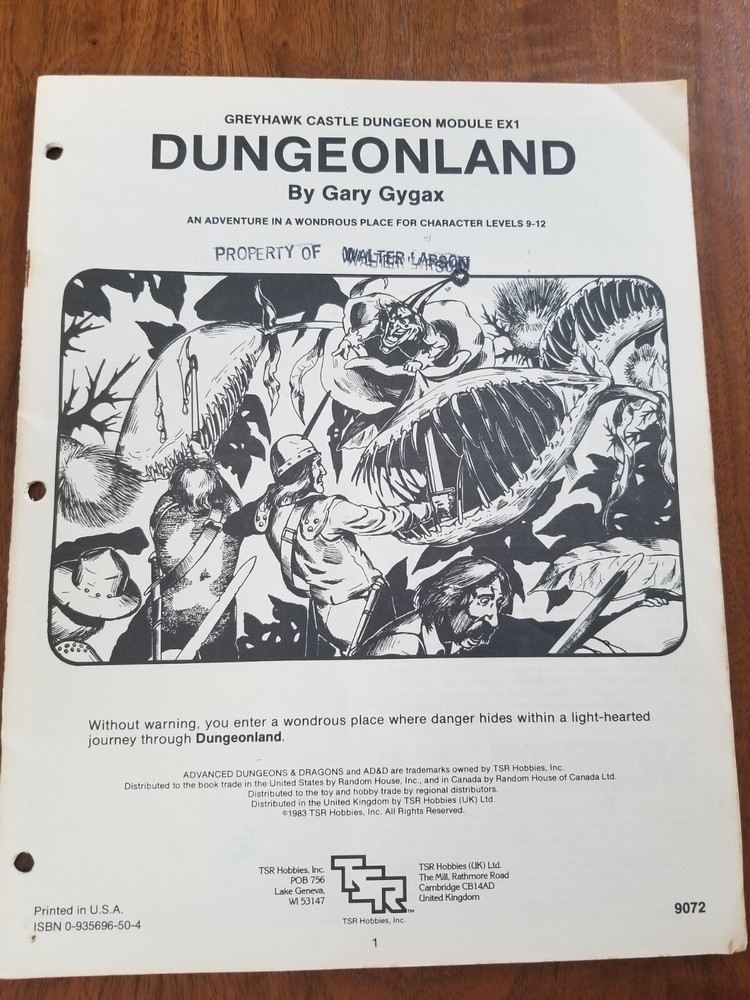 GREYHAWK CASTLE DUNGEON MODULE EX1
DUNGEONLAND
By Gary Gygax
AN ADVENTURE IN A WONDROUS PLACE FOR CHARACTER LEVELS 9-12
PROPERTY OF WALTER LARSON
Without warning, you enter a wondrous place where danger hides within a light-hearted
journey through Dungeonland.
ADVANCED DUNGEONS & DRAGONS and AD&D are trademarks owned by TSR Hobbies, Inc.
Distributed to the book trade in the United States by Random House, Inc., and in Canada by Random House of Canada Ltd.
Distributed to the toy and hobby trade by regional distributors.
Distributed in the United Kingdom by TSR Hobbies (UK) Ltd.
©1983 TSR Hobbies, Inc. All Rights Reserved.
TSR Hobbies, Inc.
POB 756
Lake Geneva,
WI 53147
TSR™
TSR Hobbies, Inc.
TSR Hobbies (UK) Ltd.
The Mill, Rathmore Road
Cambridge CB14AD
United Kingdom
Printed in U.S.A.
ISBN 0-935696-50-4
9072
1